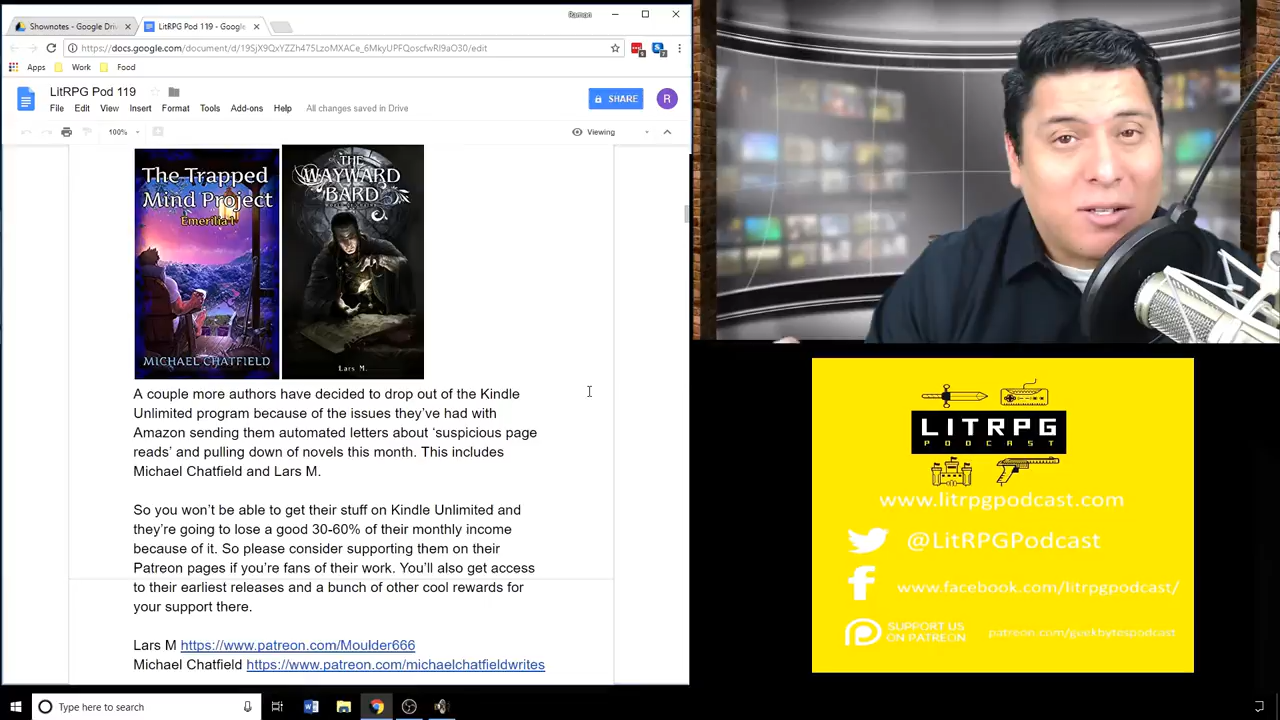 Ramon
Shownotes - Google Driv
LitRPG Pod 119 - Google
https://docs.google.com/document/d/19SjX9QxYZZh475LzoMXACe_6MkyUPFQoscfwRl9aO30/edit
Apps
Work
Food
LitRPG Pod 119
File Edit View Insert Format Tools Add-ons Help All changes saved in Drive
SHARE
R
100%
Viewing
The Trapped
Mind Project
Emerilia 1
MICHAEL CHATFIELD
THE
WAYWARD
BARD
Lars M.
A couple more authors have decided to drop out of the Kindle
Unlimited program because of the issues they've had with
Amazon sending them automated letters about 'suspicious page
reads' and pulling down of novels this month. This includes
Michael Chatfield and Lars M.
So you won't be able to get their stuff on Kindle Unlimited and
they're going to lose a good 30-60% of their monthly income
because of it. So please consider supporting them on their
Patreon pages if you're fans of their work. You'll also get access
to their earliest releases and a bunch of other cool rewards for
your support there.
Lars M https://www.patreon.com/Moulder666
Michael Chatfield https://www.patreon.com/michaelchatfieldwrites
LITRPG
PODCAST
www.litrpgpodcast.com
@LitRPGPodcast
www.facebook.com/litrpgpodcast/
SUPPORT US
ON PATREON
patreon.com/geekbytespodcast
Type here to search